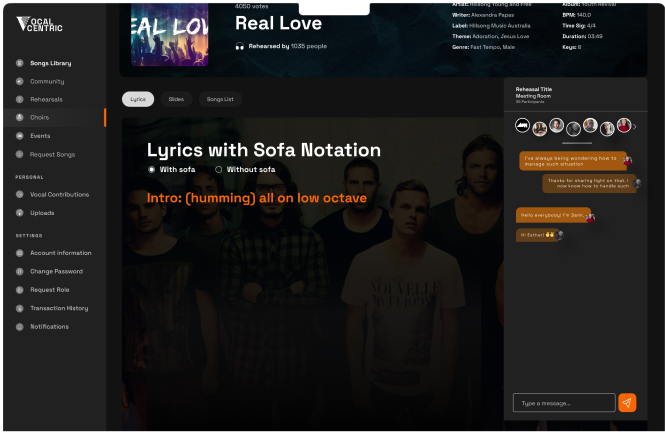 VOCAL
CENTRIC
Songs Library
Community
Rehearsals
Choirs
Events
Request Songs
PERSONAL
Vocal Contributions
Uploads
SETTINGS
Account information
Change Password
Request Role
Transaction History
Notifications
EAL LOV
4050 votes
Real Love
Rehearsed by 1035 people
Artist: Hillsong Young and Free
Writer: Alexandra Papas
Label: Hillsong Music Australia
Theme: Adoration, Jesus Love
Genre: Fast Tempo, Male
Album: Youth Revival
BPM: 140.0
Time Sig: 4/4
Duration: 03:49
Keys: B
Lyrics
Slides
Songs List
Lyrics with Sofa Notation
With sofa
Without sofa
Intro: (humming) all on low octave
Reheasal Title
Meeting Room
35 Participants
I've always being wondering how to
manage such situation
Thanks for sharing light on that. I
now know how to handle such
Hello everybody! I'm Sam.
Hi Esther! 🙌
Type a message...